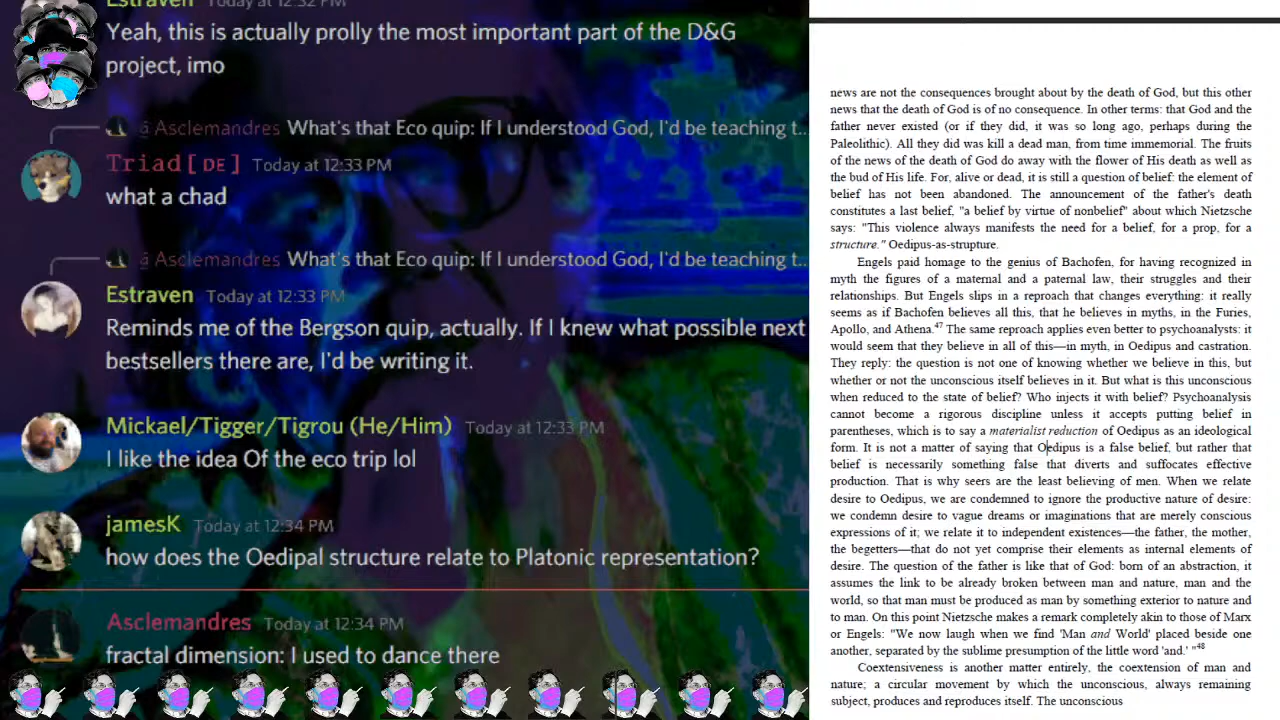 Estraven Today at 12:32 PM
Yeah, this is actually prolly the most important part of the D&G
project, imo
@Asclemandres What's that Eco quip: If I understood God, I'd be teaching t...
Triad[DE] Today at 12:33 PM
what a chad
@Asclemandres What's that Eco quip: If I understood God, I'd be teaching t...
Estraven Today at 12:33 PM
Reminds me of the Bergson quip, actually. If I knew what possible next
bestsellers there are, I'd be writing it.
Mickael/Tigger/Tigrou (He/Him) Today at 12:33 PM
I like the idea Of the eco trip lol
jamesK Today at 12:34 PM
how does the Oedipal structure relate to Platonic representation?
Asclemandres Today at 12:34 PM
fractal dimension: I used to dance there
news are not the consequences brought about by the death of God, but this other
news that the death of God is of no consequence. In other terms: that God and the
father never existed (or if they did, it was so long ago, perhaps during the
Paleolithic). All they did was kill a dead man, from time immemorial. The fruits
of the news of the death of God do away with the flower of His death as well as
the bud of His life. For, alive or dead, it is still a question of belief: the element of
belief has not been abandoned. The announcement of the father's death
constitutes a last belief, "a belief by virtue of nonbelief" about which Nietzsche
says: "This violence always manifests the need for a belief, for a prop, for a
structure." Oedipus-as-strupture.
Engels paid homage to the genius of Bachofen, for having recognized in
myth the figures of a maternal and a paternal law, their struggles and their
relationships. But Engels slips in a reproach that changes everything: it really
seems as if Bachofen believes all this, that he believes in myths, in the Furies,
Apollo, and Athena.47 The same reproach applies even better to psychoanalysts: it
would seem that they believe in all of this—in myth, in Oedipus and castration.
They reply: the question is not one of knowing whether we believe in this, but
whether or not the unconscious itself believes in it. But what is this unconscious
when reduced to the state of belief? Who injects it with belief? Psychoanalysis
cannot become a rigorous discipline unless it accepts putting belief in
parentheses, which is to say a materialist reduction of Oedipus as an ideological
form. It is not a matter of saying that Oedipus is a false belief, but rather that
belief is necessarily something false that diverts and suffocates effective
production. That is why seers are the least believing of men. When we relate
desire to Oedipus, we are condemned to ignore the productive nature of desire:
we condemn desire to vague dreams or imaginations that are merely conscious
expressions of it; we relate it to independent existences—the father, the mother,
the begetters—that do not yet comprise their elements as internal elements of
desire. The question of the father is like that of God: born of an abstraction, it
assumes the link to be already broken between man and nature, man and the
world, so that man must be produced as man by something exterior to nature and
to man. On this point Nietzsche makes a remark completely akin to those of Marx
or Engels: "We now laugh when we find 'Man and World' placed beside one
another, separated by the sublime presumption of the little word 'and.' "48
Coextensiveness is another matter entirely, the coextension of man and
nature; a circular movement by which the unconscious, always remaining
subject, produces and reproduces itself. The unconscious